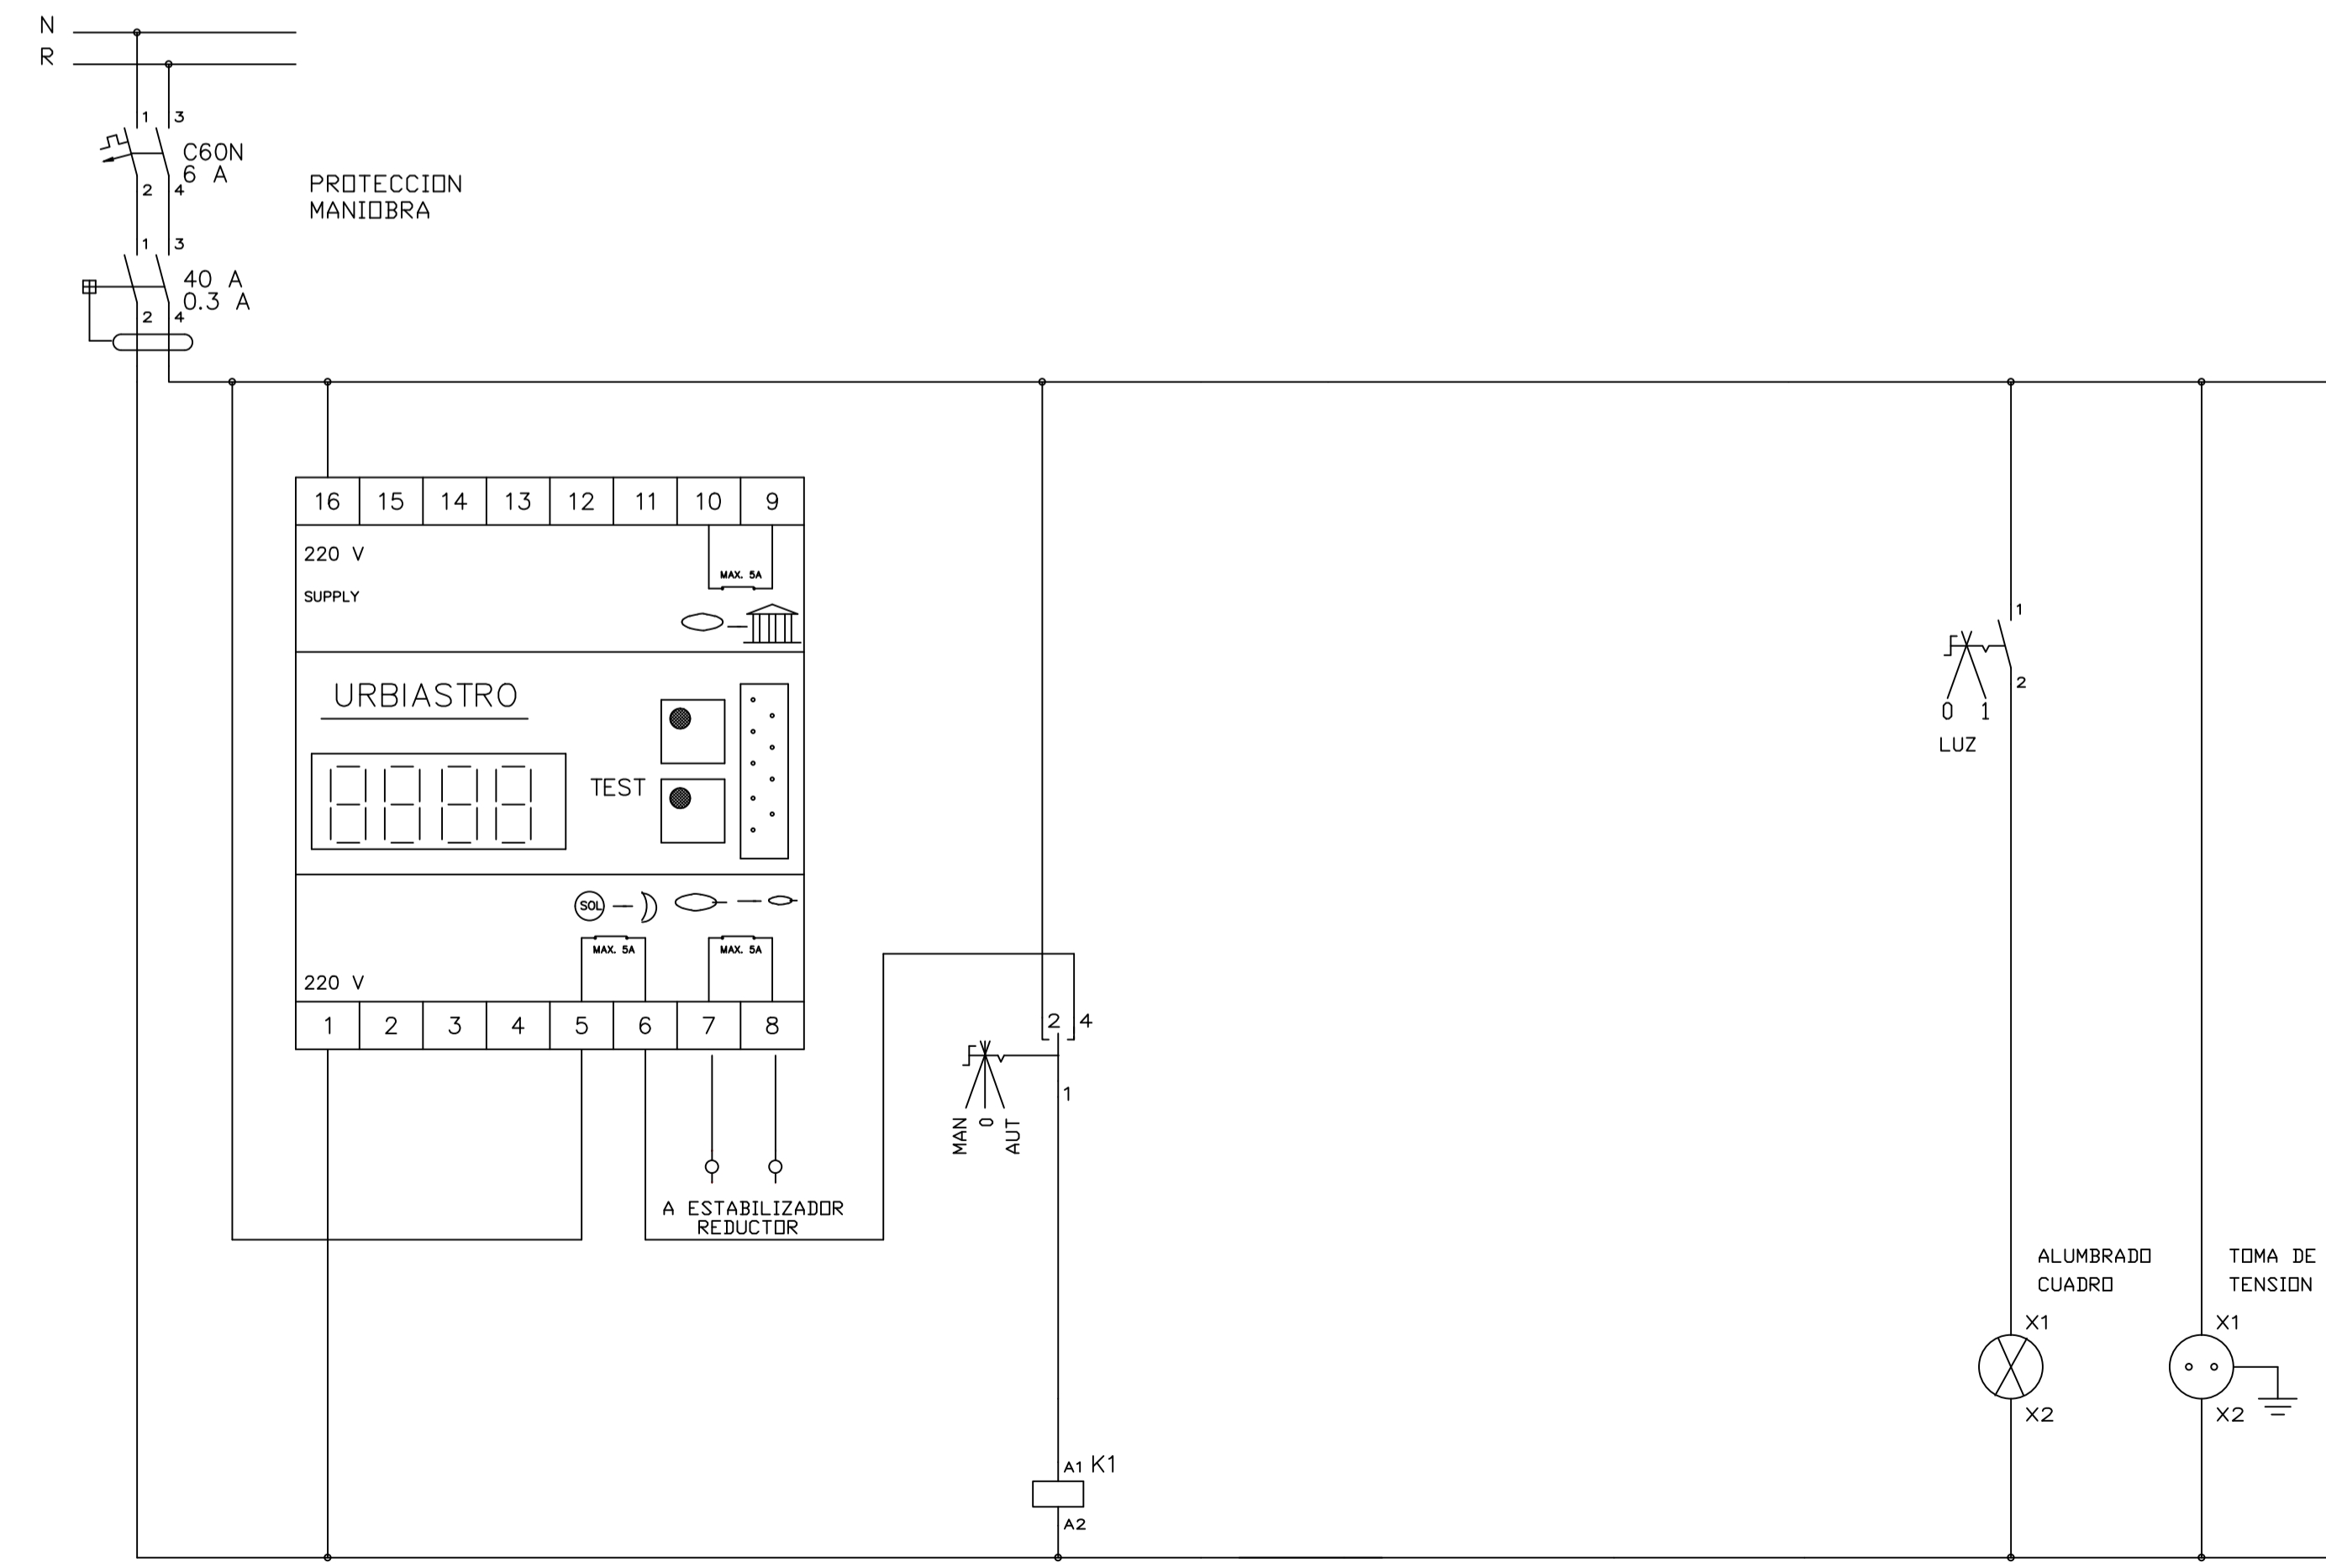 N
R
1 3
C60N
6 A
2 4
PROTECCION
MANIOBRA
1 3
40 A
0.3 A
2 4
16 15 14 13 12 11 10 9
220 V
MAX. 5A
SUPPLY
URBIASTRO
TEST
SOL
MAX. 5A MAX. 5A
220 V
1 2 3 4 5 6 7 8
A ESTABILIZADOR
REDUCTOR
2 4
1
MAN 0 AUT
A1 K1
A2
1
2
0 1
LUZ
ALUMBRADO
CUADRO
X1
X2
TOMA DE
TENSION
X1
X2